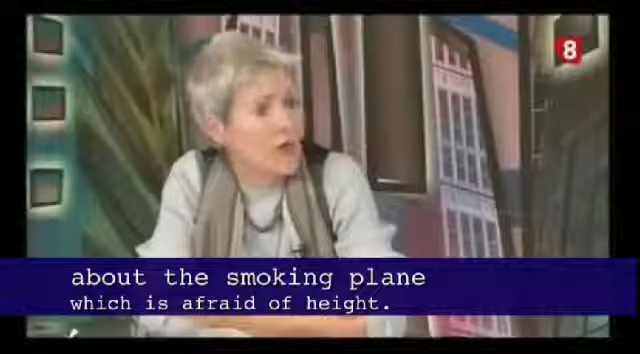 8
about the smoking plane
which is afraid of height.